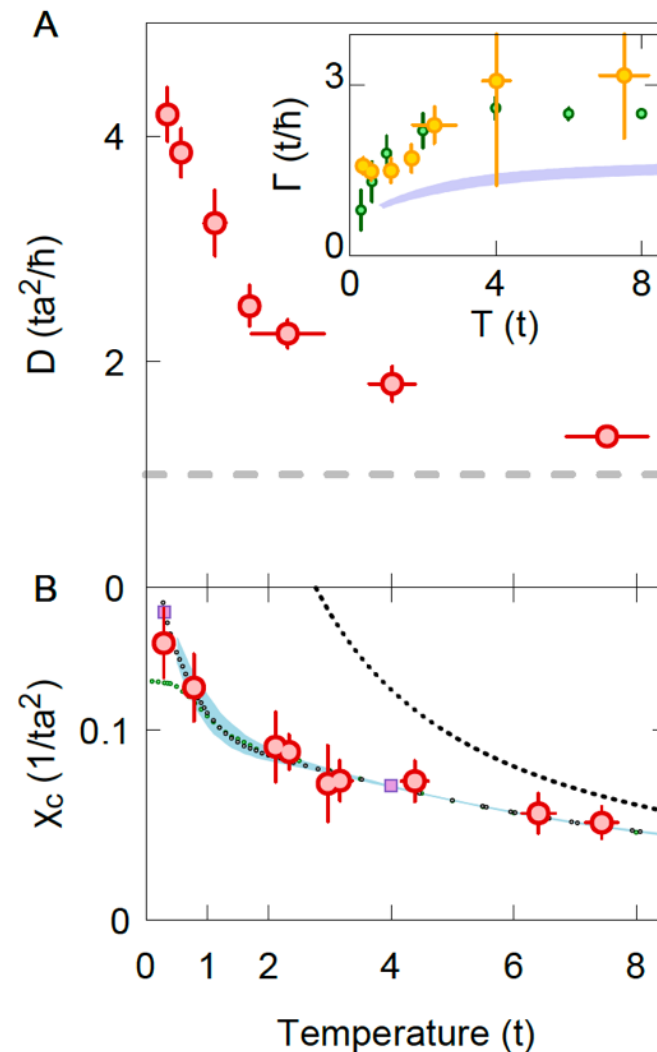 A
D (ta²/ħ)
4
2
0
Γ (t/ħ)
3
0
0
4
8
T (t)
B
χc (1/ta²)
0.1
0
0
1
2
4
6
8
Temperature (t)